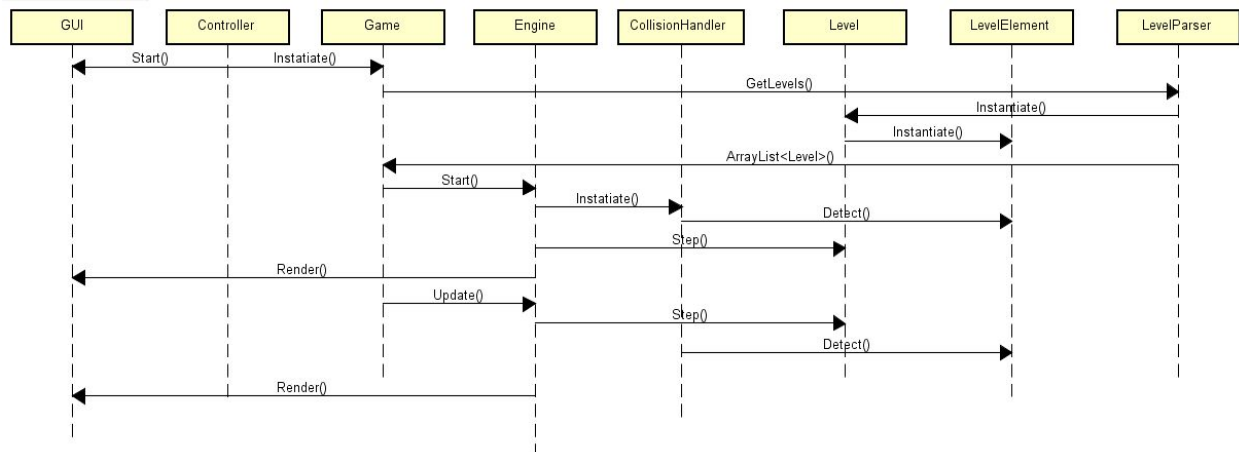 GUI Controller Game Engine CollisionHandler Level LevelElement LevelParser
Start() Instatiate()
GetLevels()
Instantiate()
Instantiate()
ArrayList<Level>()
Start()
Instatiate()
Detect()
Step()
Render()
Update()
Step()
Detect()
Render()